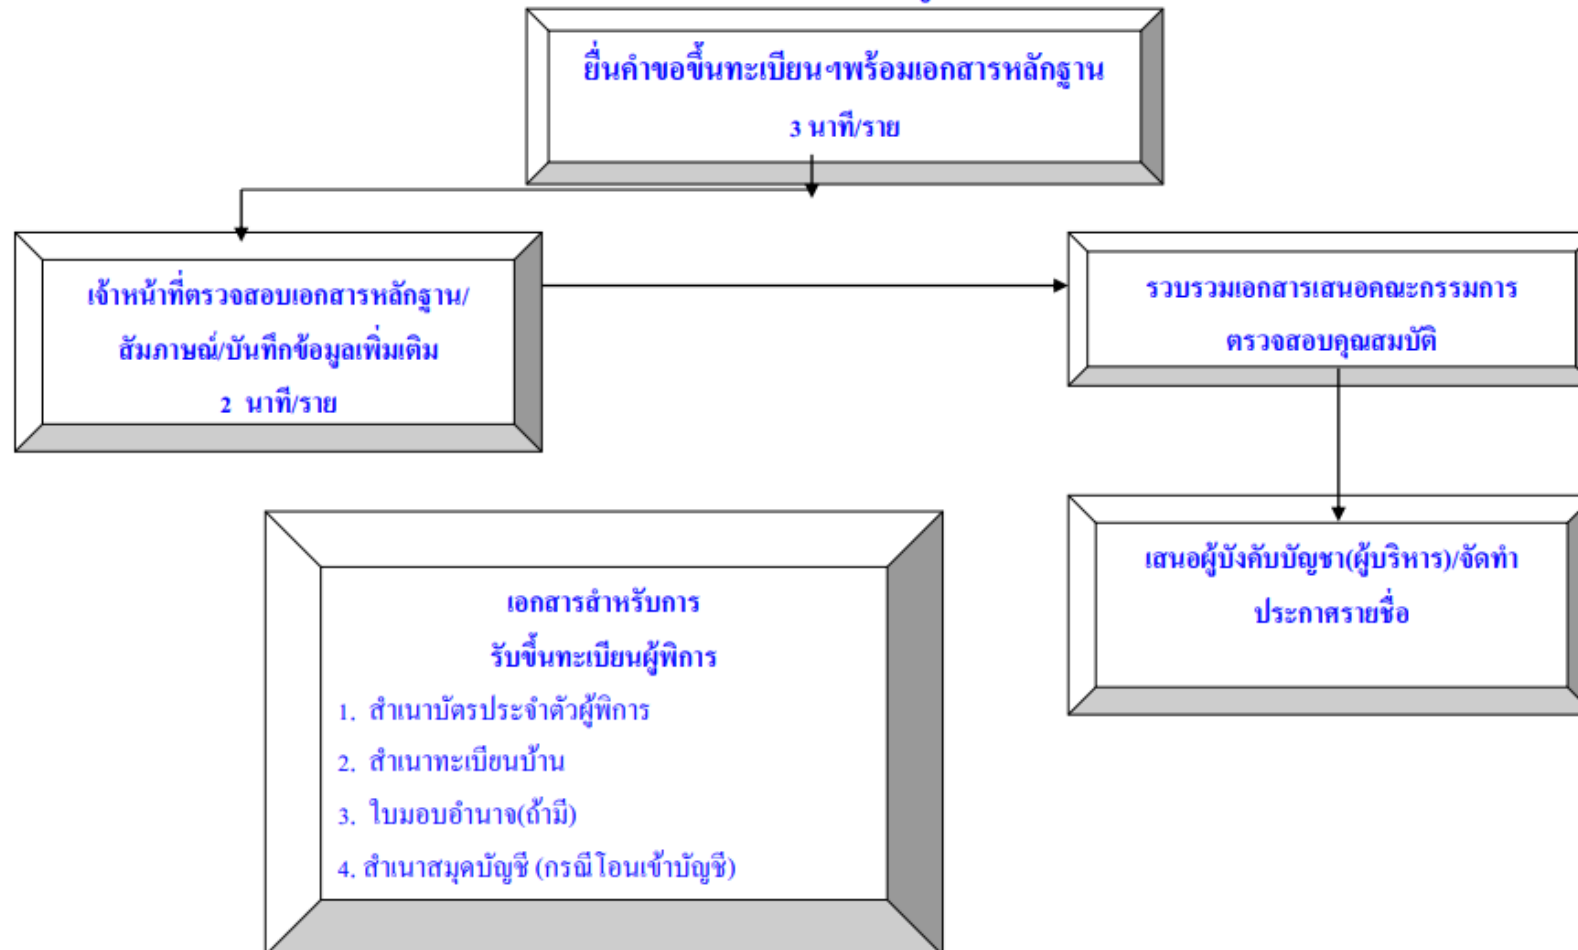 ยื่นคำขอขึ้นทะเบียนฯพร้อมเอกสารหลักฐาน
3 นาที/ราย
เจ้าหน้าที่ตรวจสอบเอกสารหลักฐาน/
สัมภาษณ์/บันทึกข้อมูลเพิ่มเติม
2 นาที/ราย
รวบรวมเอกสารเสนอคณะกรรมการ
ตรวจสอบคุณสมบัติ
เสนอผู้บังคับบัญชา(ผู้บริหาร)/จัดทำ
ประกาศรายชื่อ
เอกสารสำหรับการ
รับขึ้นทะเบียนผู้พิการ
1. สำเนาบัตรประจำตัวผู้พิการ
2. สำเนาทะเบียนบ้าน
3. ใบมอบอำนาจ(ถ้ามี)
4. สำเนาสมุดบัญชี (กรณีโอนเข้าบัญชี)